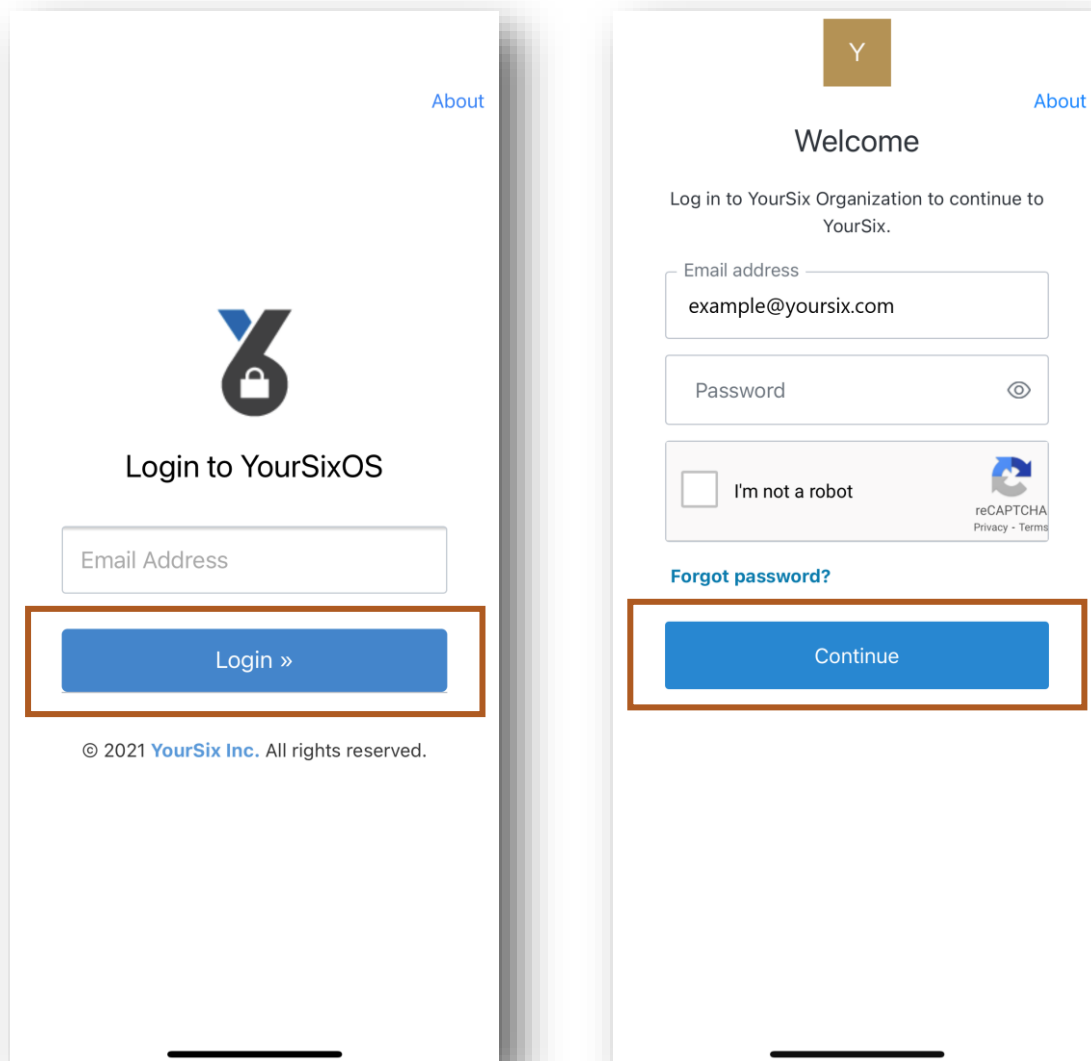 About
Login to YourSixOS
Email Address
Login »
© 2021 YourSix Inc. All rights reserved.
Y
About
Welcome
Log in to YourSix Organization to continue to
YourSix.
Email address
example@yoursix.com
Password
I'm not a robot
reCAPTCHA
Privacy - Terms
Forgot password?
Continue